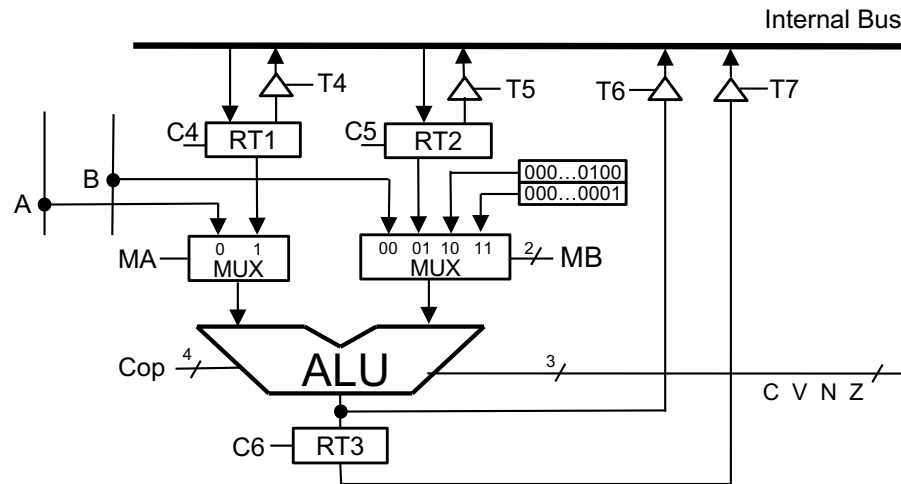 Internal Bus
T4
T5
T6
T7
C4
RT1
C5
RT2
B
000...0100
000...0001
A
0 1
MUX
MA
00 01 10 11
MUX
2
MB
Cop
4
ALU
3
C V N Z
C6
RT3